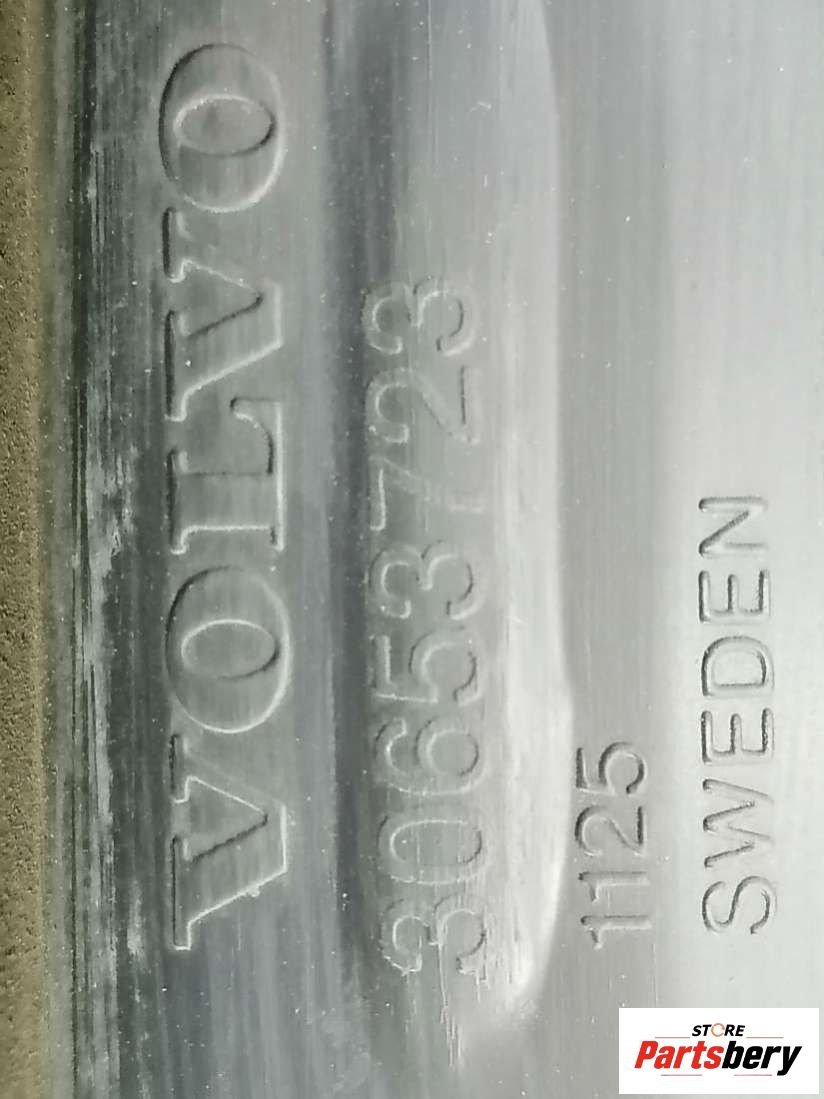 VOLVO
30653723
1125
SWEDEN
STORE
Partsbery